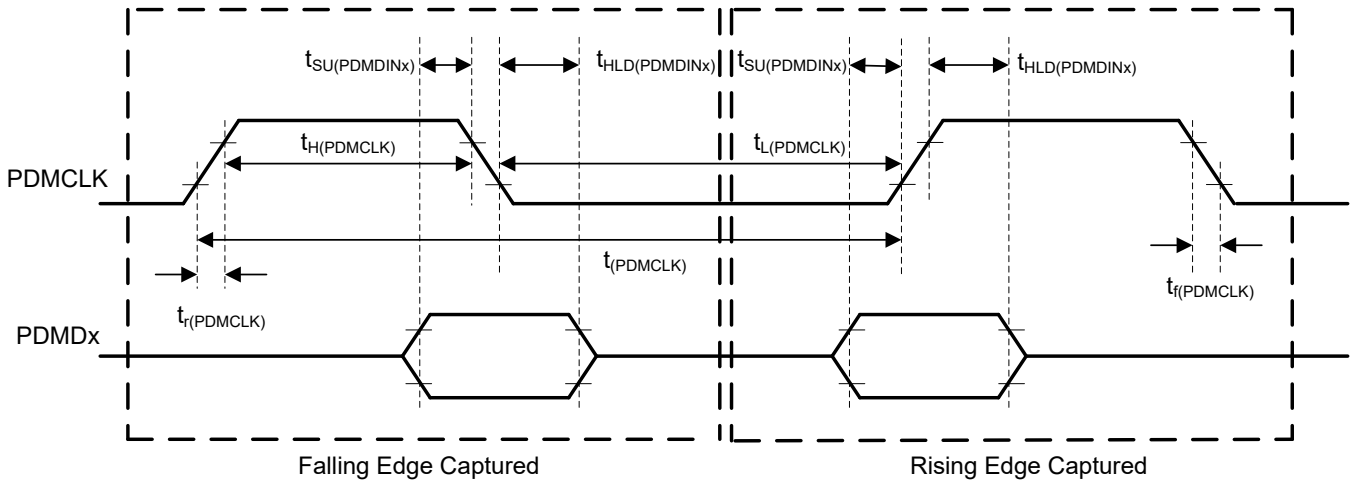 tSU(PDMDINx) tHLD(PDMDINx) tSU(PDMDINx) tHLD(PDMDINx)
tH(PDMCLK) tL(PDMCLK)
PDMCLK
t(PDMCLK)
tr(PDMCLK) tf(PDMCLK)
PDMDx
Falling Edge Captured Rising Edge Captured